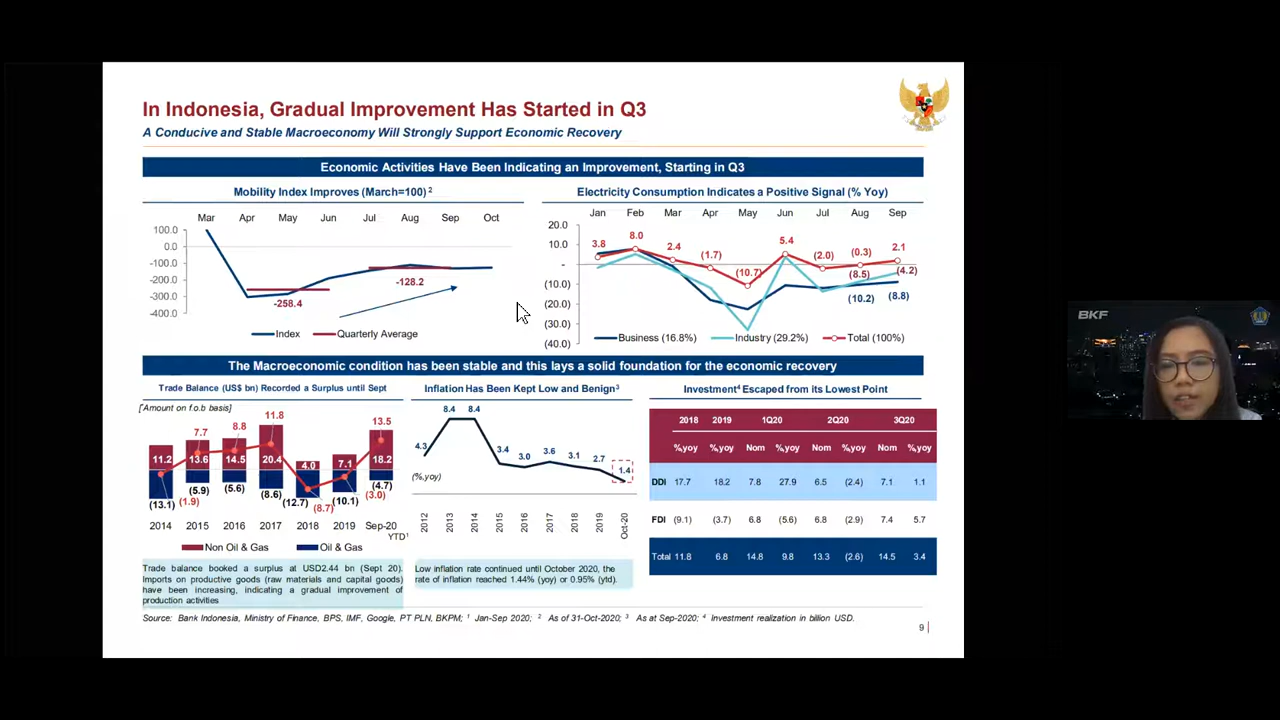 In Indonesia, Gradual Improvement Has Started in Q3
A Conducive and Stable Macroeconomy Will Strongly Support Economic Recovery
Economic Activities Have Been Indicating an Improvement, Starting in Q3
Mobility Index Improves (March=100) 2
Mar Apr May Jun Jul Aug Sep Oct
100.0
0.0
-100.0
-200.0
-300.0
-400.0
-258.4
-128.2
Index Quarterly Average
Electricity Consumption Indicates a Positive Signal (% Yoy)
Jan Feb Mar Apr May Jun Jul Aug Sep
20.0
10.0
-
(10.0)
(20.0)
(30.0)
(40.0)
3.8 8.0 2.4 (1.7) (10.7) 5.4 (2.0) (0.3) 2.1
(8.5) (4.2)
(10.2) (8.8)
Business (16.8%) Industry (29.2%) Total (100%)
The Macroeconomic condition has been stable and this lays a solid foundation for the economic recovery
Trade Balance (US$ bn) Recorded a Surplus until Sept
[Amount on f.o.b basis]
7.7 8.8 11.8 13.5
11.2 13.6 14.5 20.4 4.0 7.1 18.2
(13.1) (5.9) (5.6) (8.6) (12.7) (10.1) (4.7)
(1.9) (8.7) (3.0)
2014 2015 2016 2017 2018 2019 Sep-20
YTD1
Non Oil & Gas Oil & Gas
Trade balance booked a surplus at USD2.44 bn (Sept 20).
Imports on productive goods (raw materials and capital goods)
have been increasing, indicating a gradual improvement of
production activities
Inflation Has Been Kept Low and Benign3
8.4 8.4
4.3 3.4 3.0 3.6 3.1 2.7 1.4
(%,yoy)
2012 2013 2014 2015 2016 2017 2018 2019 Oct-20
Low inflation rate continued until October 2020, the
rate of inflation reached 1.44% (yoy) or 0.95% (ytd).
Investment4 Escaped from its Lowest Point
2018 2019 1Q20 2Q20 3Q20
%,yoy %,yoy Nom %,yoy Nom %,yoy Nom %,yoy
DDI 17.7 18.2 7.8 27.9 6.5 (2.4) 7.1 1.1
FDI (9.1) (3.7) 6.8 (5.6) 6.8 (2.9) 7.4 5.7
Total 11.8 6.8 14.8 9.8 13.3 (2.6) 14.5 3.4
Source: Bank Indonesia, Ministry of Finance, BPS, IMF, Google, PT PLN, BKPM; 1 Jan-Sep 2020; 2 As of 31-Oct-2020; 3 As at Sep-2020; 4 Investment realization in billion USD.
9
BKF